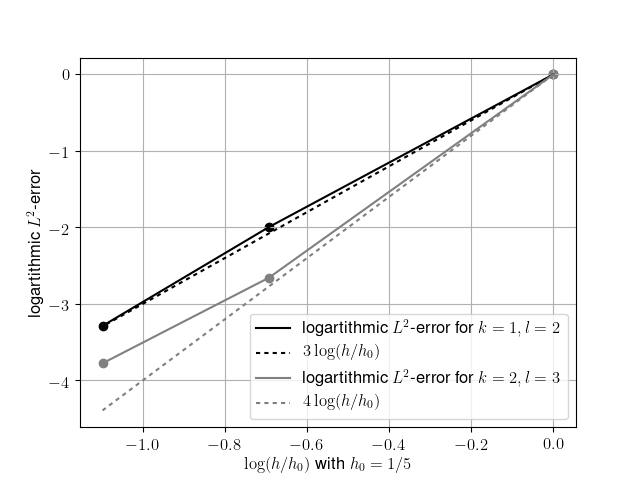 0
−1
−2
−3
−4
logartithmic L²-error
logartithmic L²-error for k = 1, l = 2
3 log(h/h₀)
logartithmic L²-error for k = 2, l = 3
4 log(h/h₀)
−1.0 −0.8 −0.6 −0.4 −0.2 0.0
log(h/h₀) with h₀ = 1/5